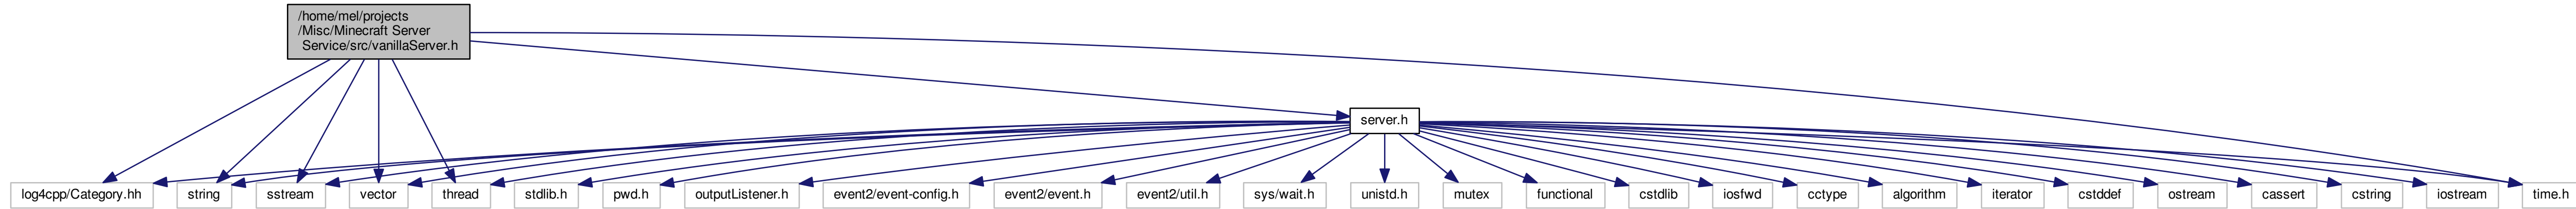 /home/mel/projects
/Misc/Minecraft Server
Service/src/vanillaServer.h
server.h
log4cpp/Category.hh
string
sstream
vector
thread
stdlib.h
pwd.h
outputListener.h
event2/event-config.h
event2/event.h
event2/util.h
sys/wait.h
unistd.h
mutex
functional
cstdlib
iosfwd
cctype
algorithm
iterator
cstddef
ostream
cassert
cstring
iostream
time.h